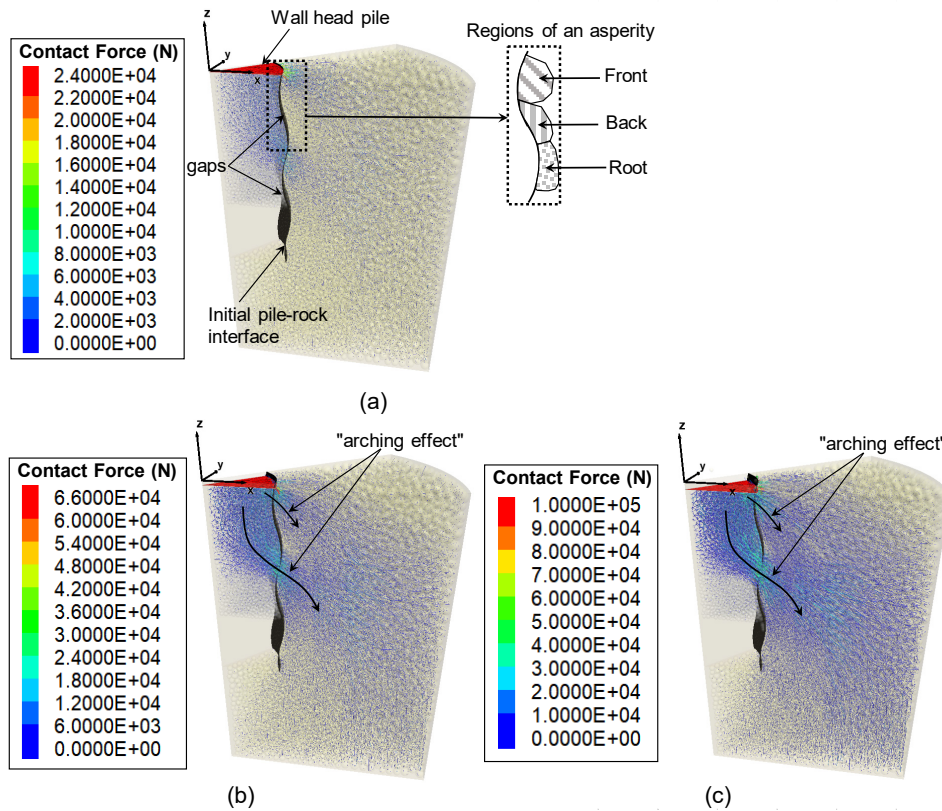 z
y
x
Wall head pile
Contact Force (N)
2.4000E+04
2.2000E+04
2.0000E+04
1.8000E+04
1.6000E+04
1.4000E+04
1.2000E+04
1.0000E+04
8.0000E+03
6.0000E+03
4.0000E+03
2.0000E+03
0.0000E+00
gaps
Initial pile-rock
interface
Regions of an asperity
Front
Back
Root
(a)
z
y
x
"arching effect"
Contact Force (N)
6.6000E+04
6.0000E+04
5.4000E+04
4.8000E+04
4.2000E+04
3.6000E+04
3.0000E+04
2.4000E+04
1.8000E+04
1.2000E+04
6.0000E+03
0.0000E+00
(b)
z
y
x
"arching effect"
Contact Force (N)
1.0000E+05
9.0000E+04
8.0000E+04
7.0000E+04
6.0000E+04
5.0000E+04
4.0000E+04
3.0000E+04
2.0000E+04
1.0000E+04
0.0000E+00
(c)